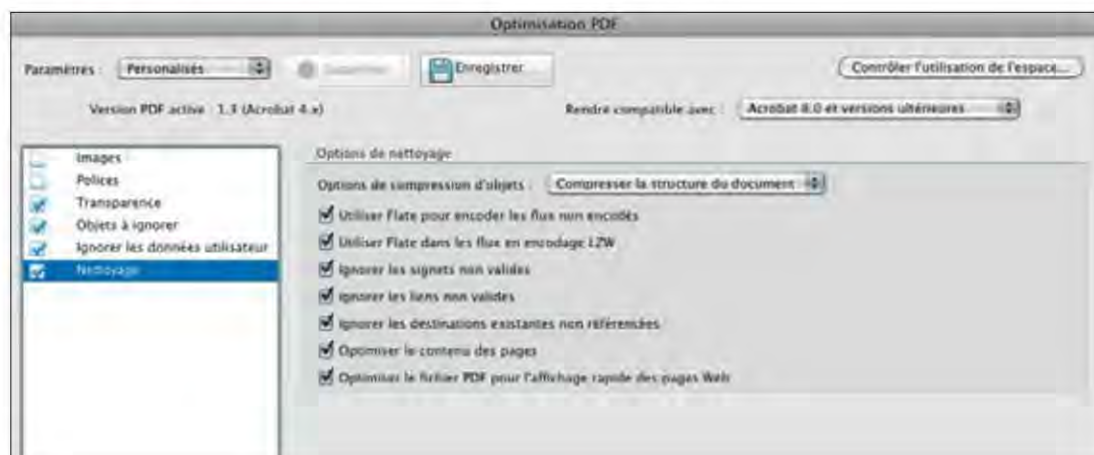 Optimisation PDF
Paramètres : Personalisés Enregistrer... Contrôler l'utilisation de l'espace...
Version PDF active : 1.3 (Acrobat 4.x) Rendre compatible avec : Acrobat 8.0 et versions ultérieures
Images
Polices
Transparence
Objets à ignorer
Ignorer les données utilisateur
Nettoyage
Options de nettoyage
Options de compression d'objets : Compresser la structure du document
Utiliser Flate pour encoder les flux non encodés
Utiliser Flate dans les flux en encodage LZW
Ignorer les signets non valides
Ignorer les liens non valides
Ignorer les destinations existantes non référencées
Optimiser le contenu des pages
Optimiser le fichier PDF pour l'affichage rapide des pages Web